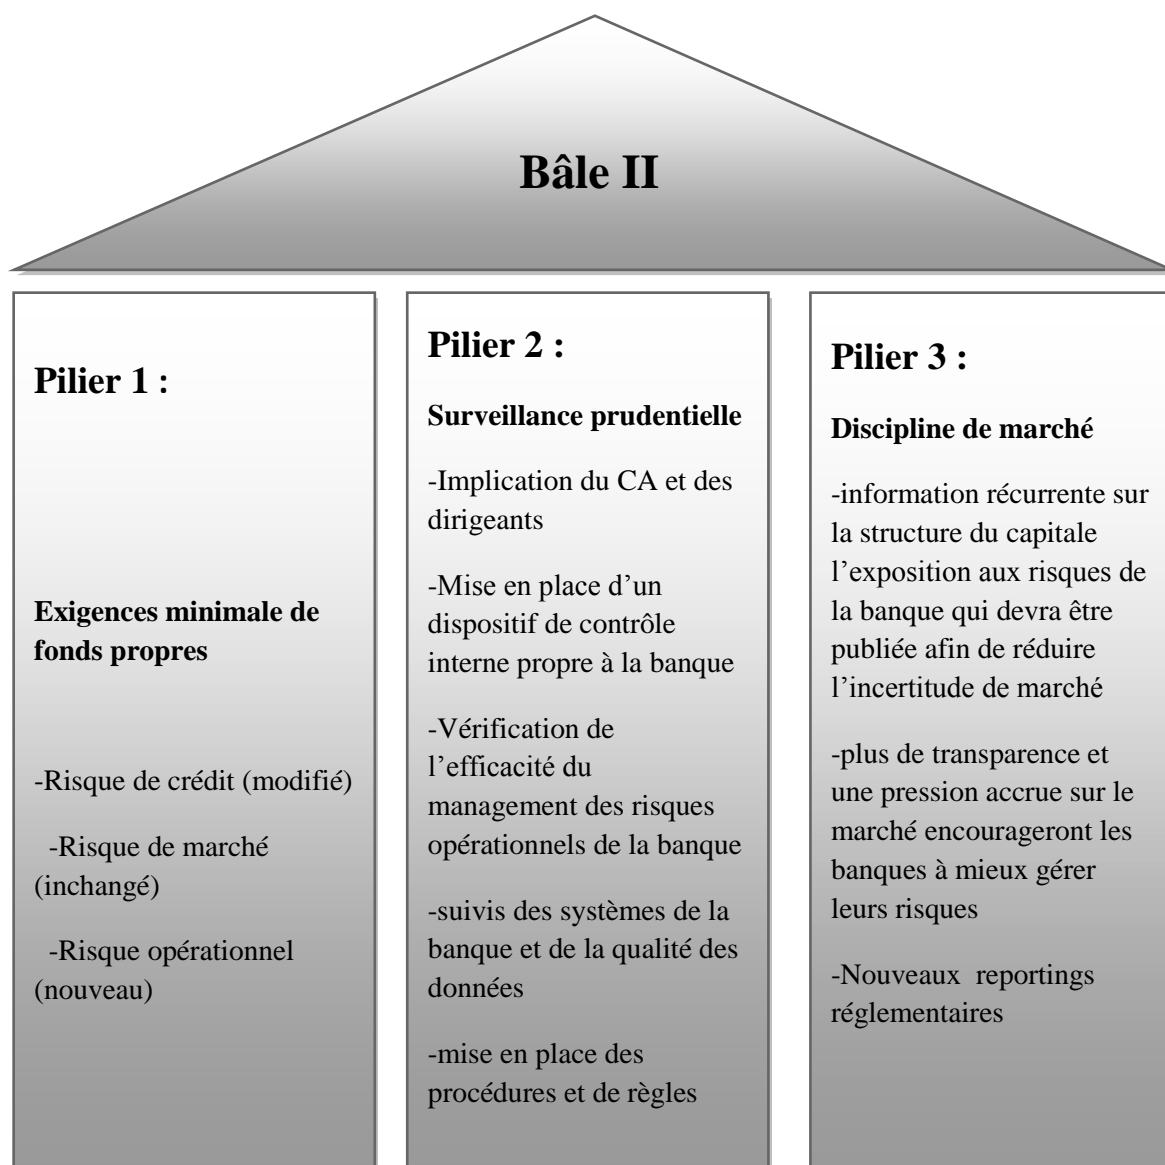 Bâle II
Pilier 1 :
Exigences minimale de
fonds propres
-Risque de crédit (modifié)
-Risque de marché
(inchangé)
-Risque opérationnel
(nouveau)
Pilier 2 :
Surveillance prudentielle
-Implication du CA et des
dirigeants
-Mise en place d’un
dispositif de contrôle
interne propre à la banque
-Vérification de
l’efficacité du
management des risques
opérationnels de la banque
-suivis des systèmes de la
banque et de la qualité des
données
-mise en place des
procédures et de règles
Pilier 3 :
Discipline de marché
-information récurrente sur
la structure du capitale
l’exposition aux risques de
la banque qui devra être
publiée afin de réduire
l’incertitude de marché
-plus de transparence et
une pression accrue sur le
marché encourageront les
banques à mieux gérer
leurs risques
-Nouveaux  reportings
réglementaires